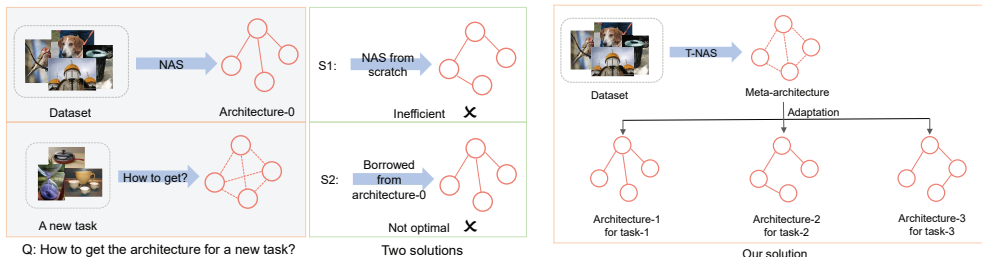 NAS
Dataset
Architecture-0
How to get?
A new task
Q: How to get the architecture for a new task?
S1:
NAS from
scratch
Inefficient
S2:
Borrowed
from
architecture-0
Not optimal
Two solutions
T-NAS
Dataset
Meta-architecture
Adaptation
Architecture-1
for task-1
Architecture-2
for task-2
Architecture-3
for task-3
Our solution